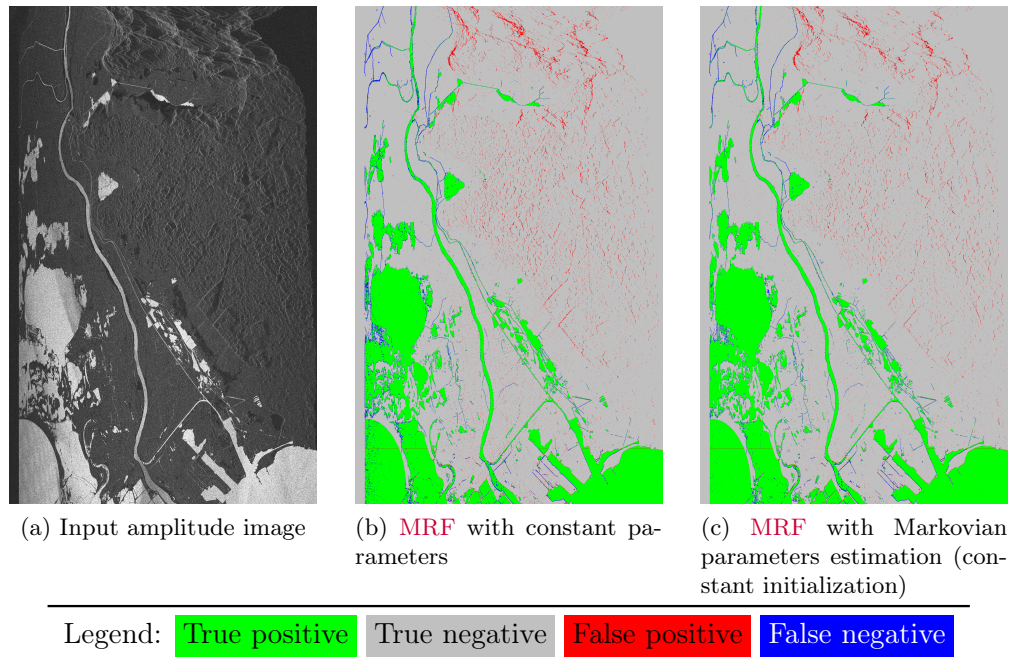 (a) Input amplitude image
(b) MRF with constant pa-
rameters
(c) MRF with Markovian
parameters estimation (con-
stant initialization)
Legend: True positive True negative False positive False negative